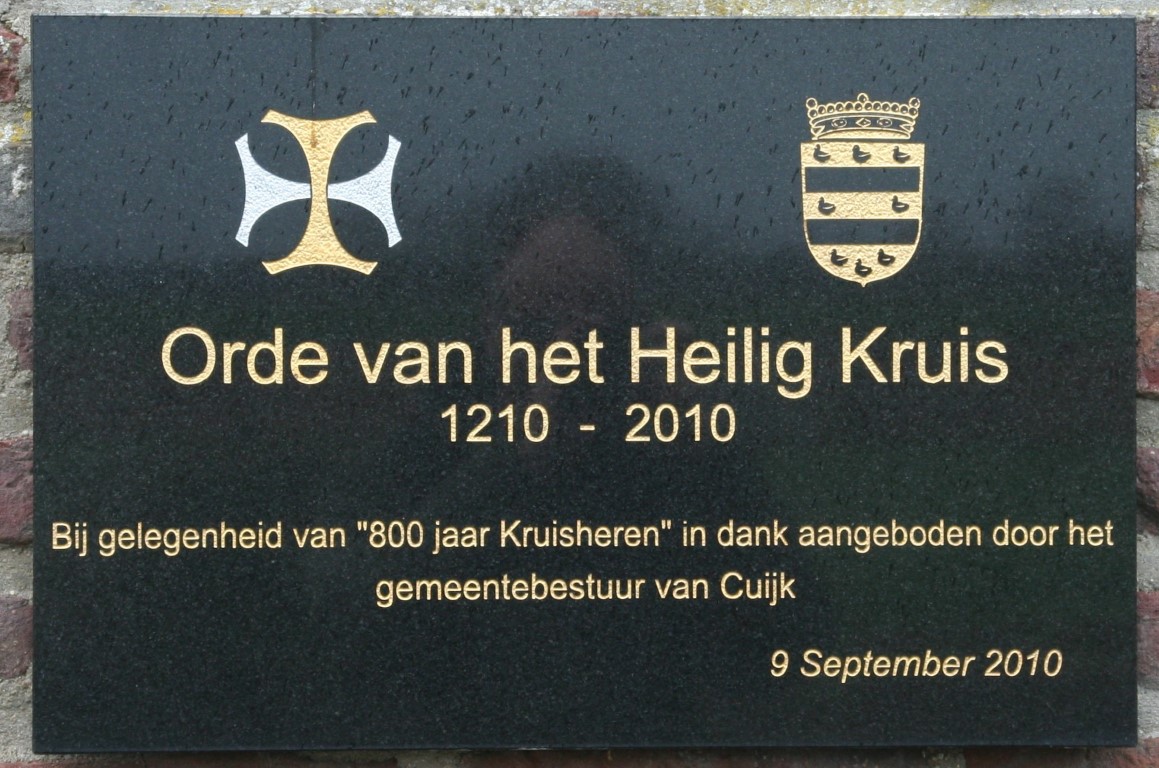 Orde van het Heilig Kruis
1210 - 2010
Bij gelegenheid van "800 jaar Kruisheren" in dank aangeboden door het
gemeentebestuur van Cuijk
9 September 2010